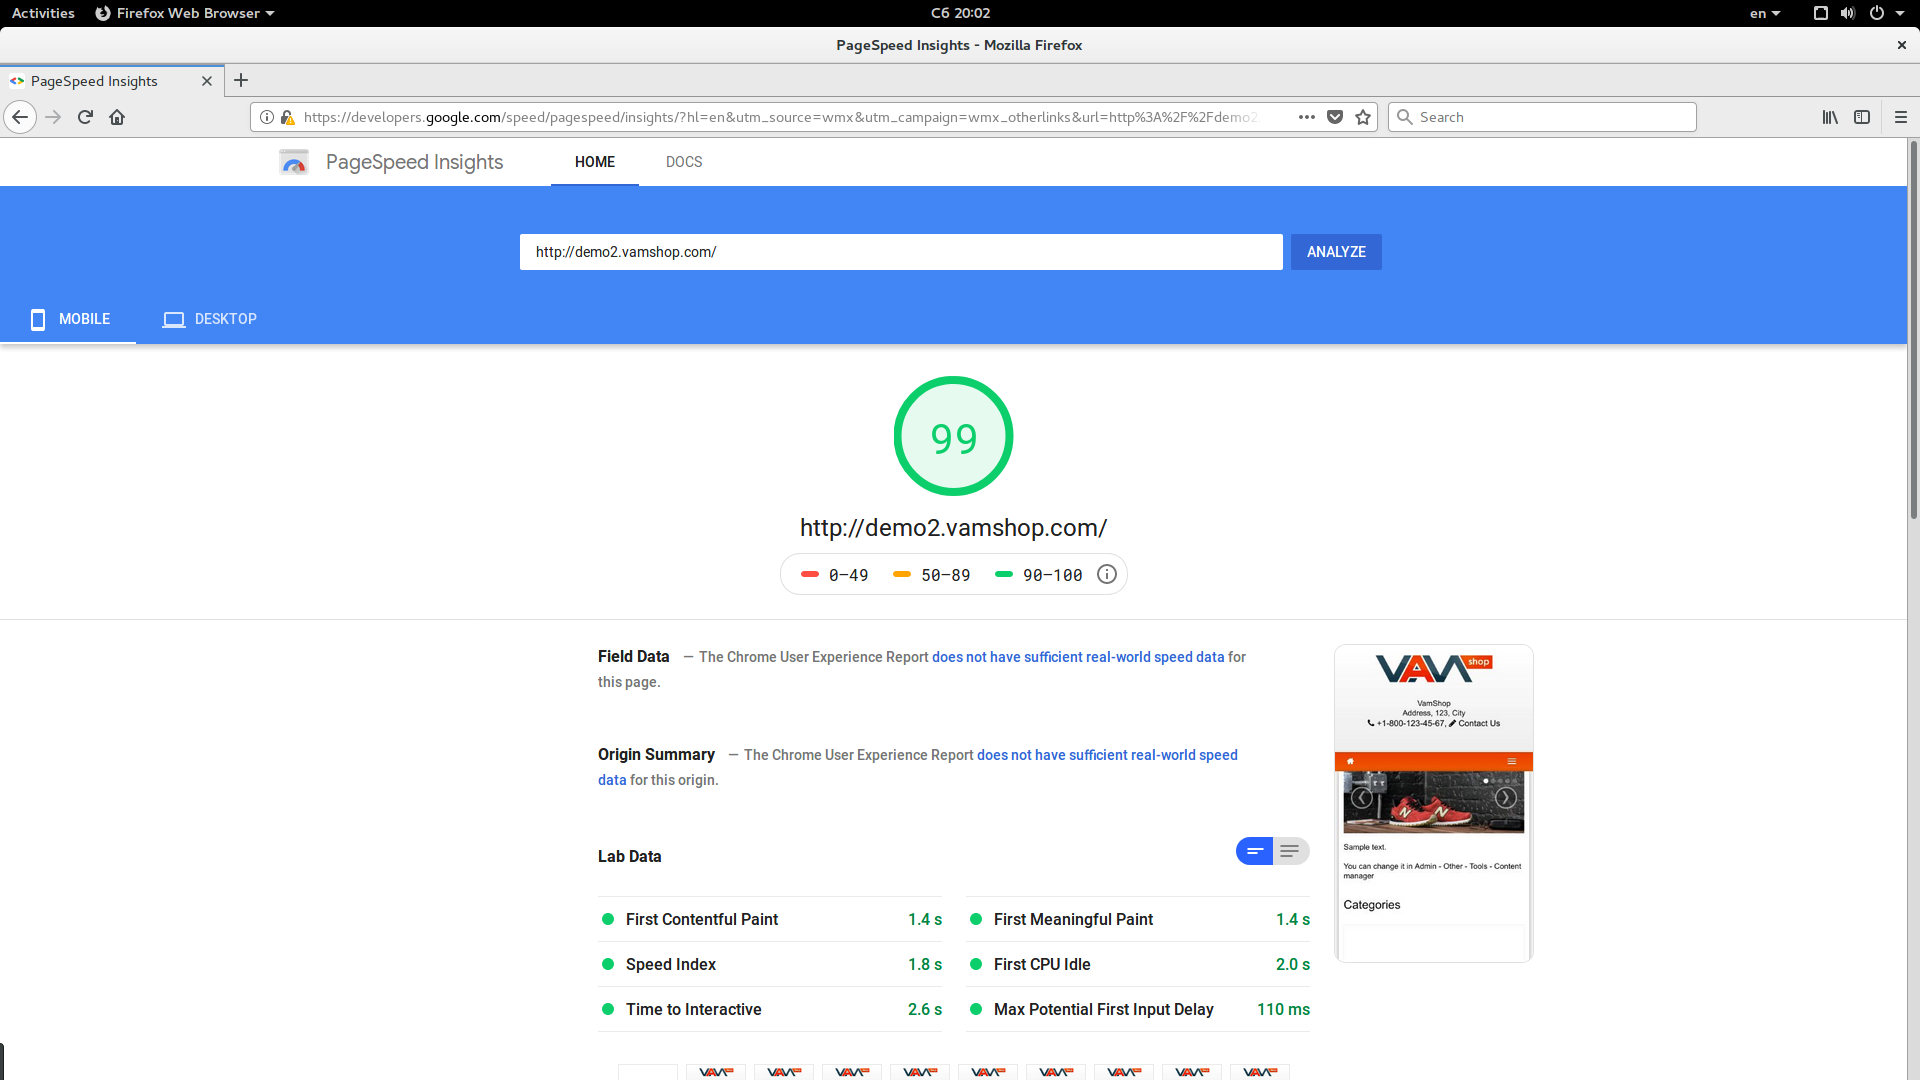 Activities
Firefox Web Browser
C6 20:02
en
PageSpeed Insights - Mozilla Firefox
PageSpeed Insights
https://developers.google.com/speed/pagespeed/insights/?hl=en&utm_source=wmx&utm_campaign=wmx_otherlinks&url=http%3A%2F%2Fdemo2.
Search
PageSpeed Insights
HOME
DOCS
http://demo2.vamshop.com/
ANALYZE
MOBILE
DESKTOP
99
http://demo2.vamshop.com/
0–49
50–89
90–100
Field Data — The Chrome User Experience Report does not have sufficient real-world speed data for
this page.
Origin Summary — The Chrome User Experience Report does not have sufficient real-world speed
data for this origin.
Lab Data
First Contentful Paint 1.4 s
First Meaningful Paint 1.4 s
Speed Index 1.8 s
First CPU Idle 2.0 s
Time to Interactive 2.6 s
Max Potential First Input Delay 110 ms
VAM shop
VamShop
Address, 123, City
+1-800-123-45-67, Contact Us
Sample text.
You can change it in Admin - Other - Tools - Content
manager
Categories